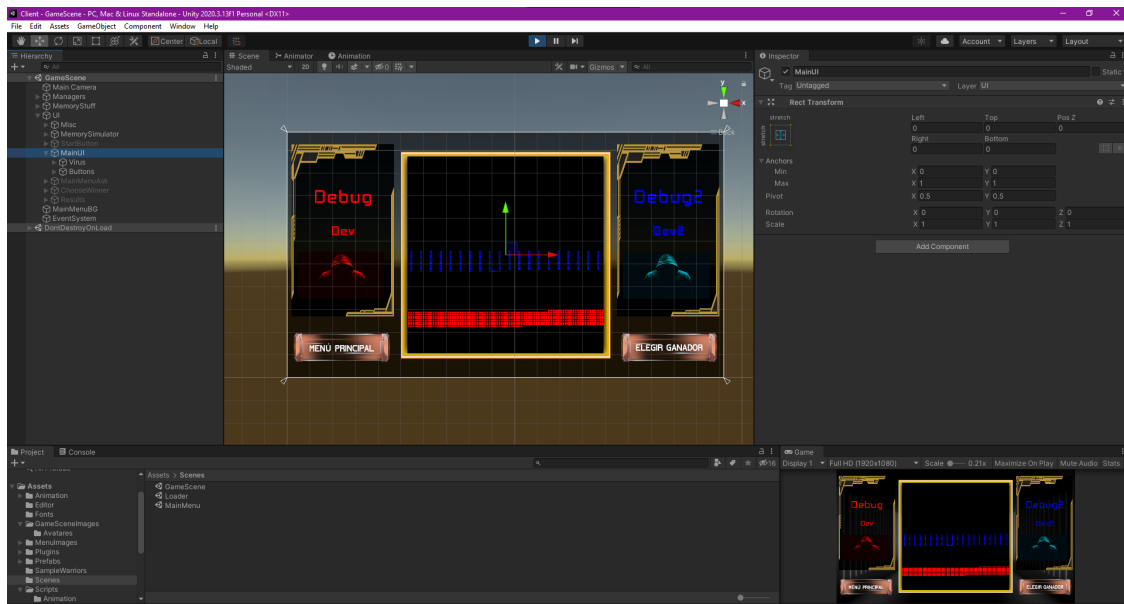 Client - GameScene - PC, Mac & Linux Standalone - Unity 2020.3.13f1 Personal <DX11>
File Edit Assets GameObject Component Window Help
Center Local
Account Layers Layout
Hierarchy
All
GameScene
Main Camera
Managers
MemoryStuff
UI
Misc
MemorySimulator
StartButton
MainUI
Virus
Buttons
MainMenuAsk
ChooseWinner
Results
MainMenuBG
EventSystem
DontDestroyOnLoad
Scene Animator Animation
Shaded 2D 0 Gizmos All
y
x
Back
Debug
Dev
MENÚ PRINCIPAL
Debug2
Dev2
ELEGIR GANADOR
Inspector
MainUI Static
Tag Untagged Layer UI
Rect Transform
stretch Left Top Pos Z
stretch 0 0 0
Right Bottom
0 0
Anchors
Min X 0 Y 0
Max X 1 Y 1
Pivot X 0.5 Y 0.5
Rotation X 0 Y 0 Z 0
Scale X 1 Y 1 Z 1
Add Component
Project Console
16
Assets
Animation
Editor
Fonts
GameSceneImages
Avatares
MenuImages
Plugins
Prefabs
SampleWarriors
Scenes
Scripts
Animation
Assets > Scenes
GameScene
Loader
MainMenu
Game
Display 1 Full HD (1920x1080) Scale 0.21x Maximize On Play Mute Audio Stats
Debug
Dev
MENÚ PRINCIPAL
Debug2
Dev2
ELEGIR GANADOR